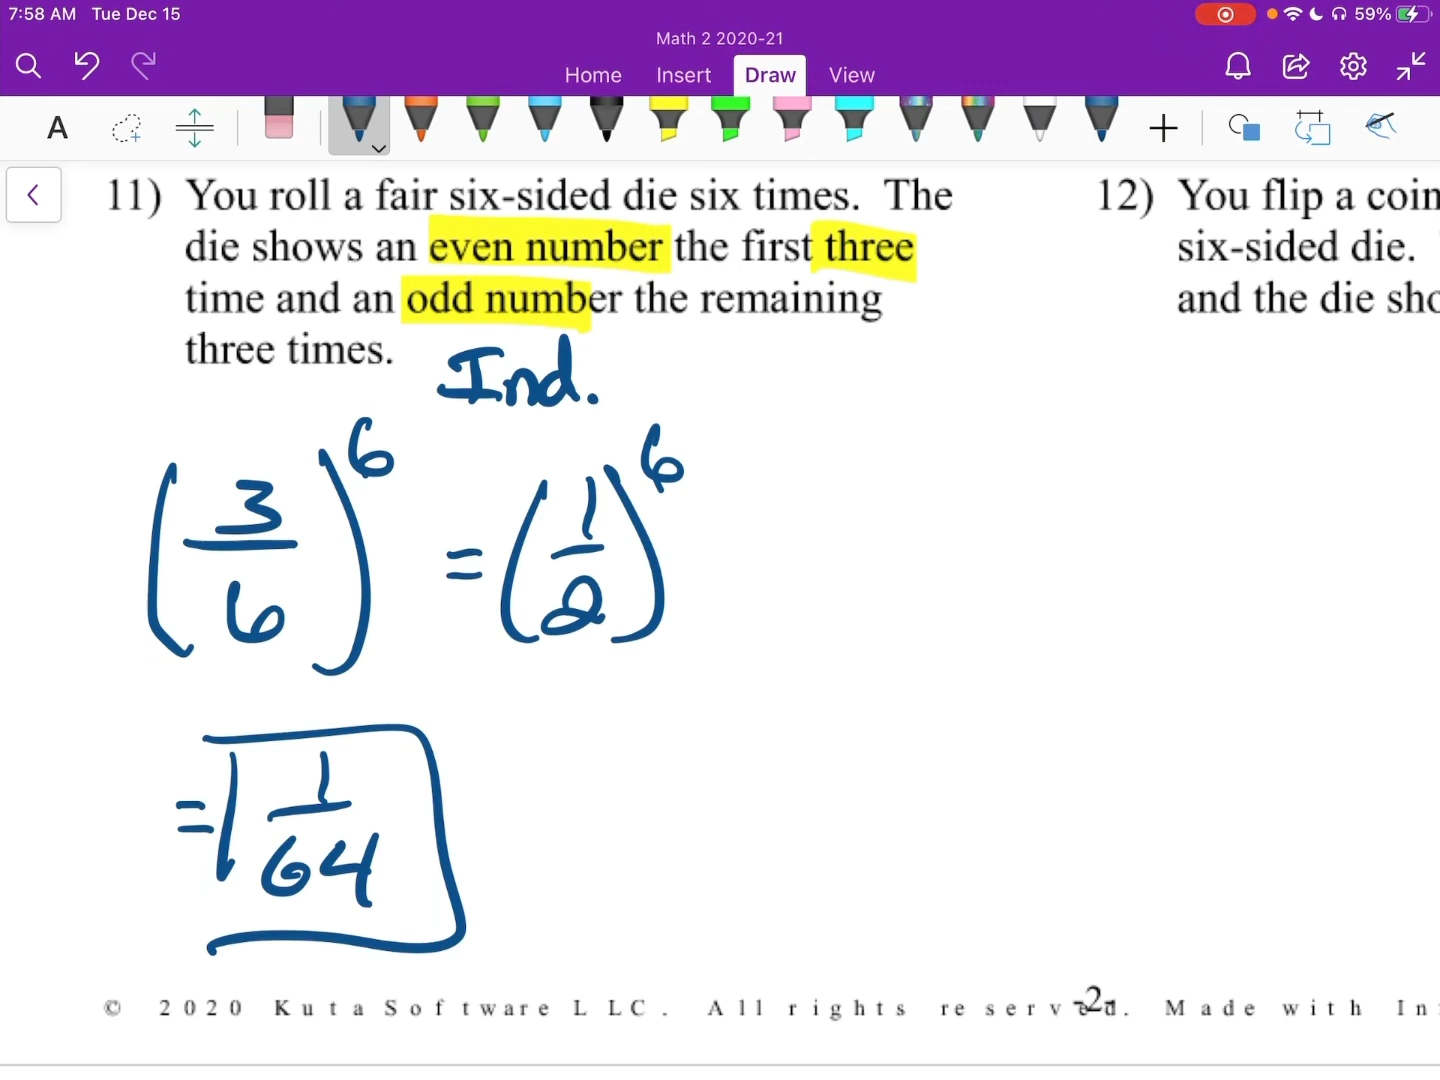 7:58 AM Tue Dec 15
59%
Math 2 2020-21
Home Insert Draw View
A
11) You roll a fair six-sided die six times. The
die shows an even number the first three
time and an odd number the remaining
three times.
Ind.
(3/6)^6 = (1/2)^6
= 1/64
12) You flip a coin
six-sided die.
and the die sho
© 2020 Kuta Software LLC. All rights reserved. Made with In
2